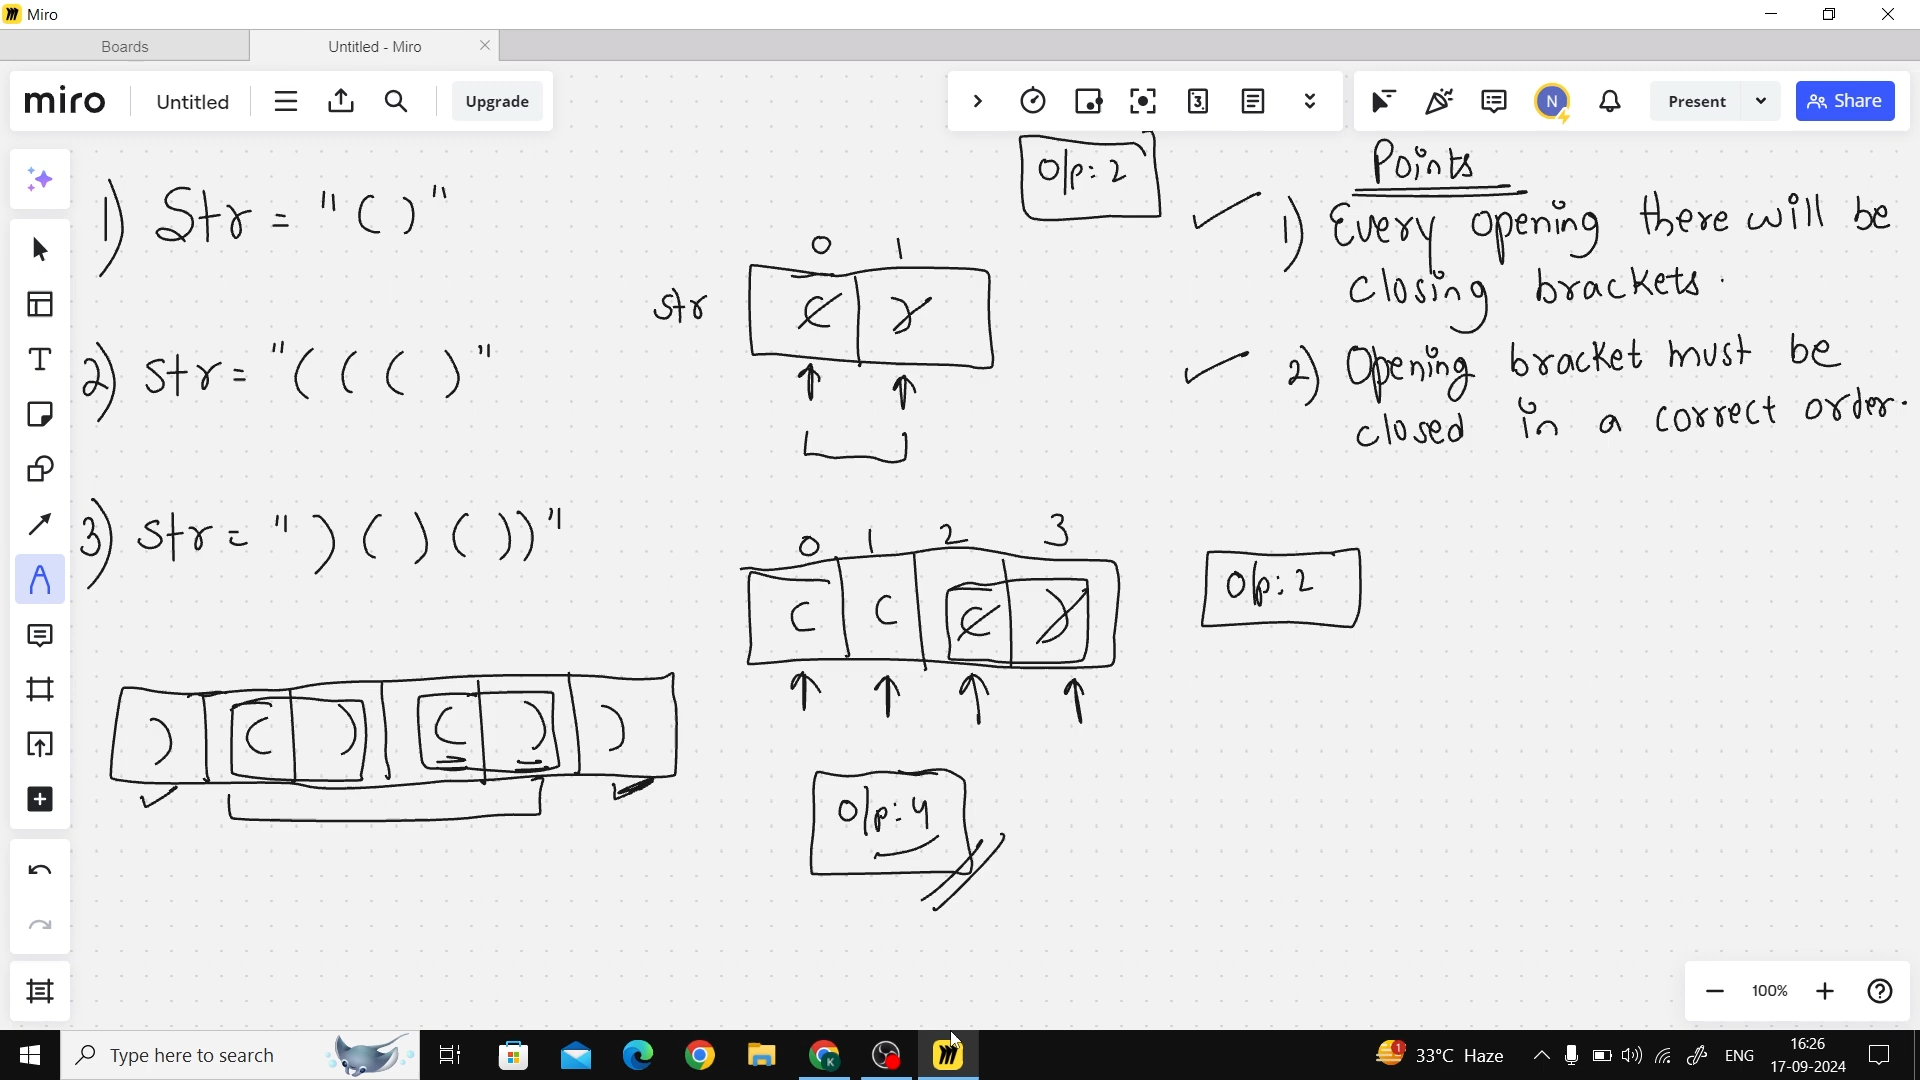 Miro
Boards
Untitled - Miro
miro
Untitled
Upgrade
3
N
Present
Share
1) Str = "( )"
2) Str = "( ( ( )"
3) Str = " ) ( ) ( ) ) "
0 1
str
( )
O/p: 2
Points
1) Every opening there will be
closing brackets.
2) Opening bracket must be
closed in a correct order.
0 1 2 3
( ( ( )
O/p: 2
) ( ) ( ) )
O/p: 4
100%
Type here to search
K
1
33°C Haze
ENG
16:26
17-09-2024